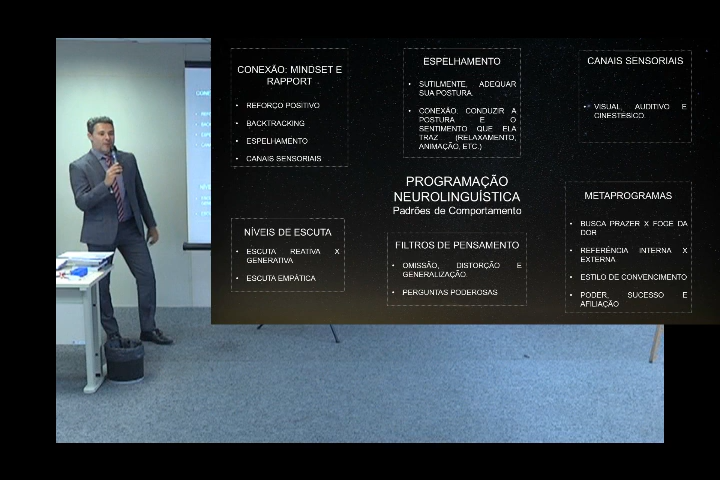 CONEXÃO: MINDSET E
RAPPORT
• REFORÇO POSITIVO
• BACKTRACKING
• ESPELHAMENTO
• CANAIS SENSORIAIS
ESPELHAMENTO
• SUTILMENTE, ADEQUAR
SUA POSTURA.
• CONEXÃO: CONDUZIR A
POSTURA E O
SENTIMENTO QUE ELA
TRAZ (RELAXAMENTO,
ANIMAÇÃO, ETC.)
CANAIS SENSORIAIS
• VISUAL, AUDITIVO E
CINESTÉSICO.
PROGRAMAÇÃO
NEUROLINGUÍSTICA
Padrões de Comportamento
NÍVEIS DE ESCUTA
• ESCUTA REATIVA X
GENERATIVA
• ESCUTA EMPÁTICA
FILTROS DE PENSAMENTO
• OMISSÃO, DISTORÇÃO E
GENERALIZAÇÃO.
• PERGUNTAS PODEROSAS
METAPROGRAMAS
• BUSCA PRAZER X FOGE DA
DOR
• REFERÊNCIA INTERNA X
EXTERNA
• ESTILO DE CONVENCIMENTO
• PODER, SUCESSO E
AFILIAÇÃO